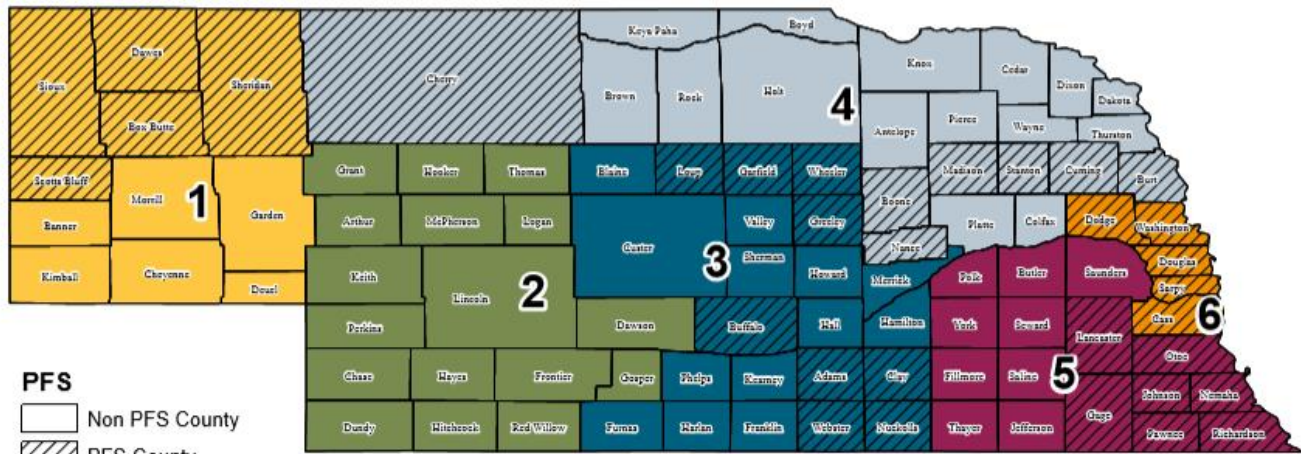 Keya Paha Boyd
Dawes
Sioux Sheridan Cherry Knox Cedar
Brown Rock Holt Dixon
4 Dakota
Box Butte Antelope Pierce Wayne
Thurston
Scotts Bluff Grant Hooker Thomas Blaine Loup Garfield Wheeler Madison Stanton Cuming
Burt
Morrill 1 Boone
Banner Garden Arthur McPherson Logan Valley Greeley Platte Colfax Dodge Washington
Custer Nance
Kimball Cheyenne Keith 3 Sherman Howard Merrick Polk Butler Saunders Douglas
Deuel Lincoln 2 Sarpy
Perkins Dawson Buffalo Hall Hamilton York Seward Lancaster Cass 6
Otoe
PFS Chase Hayes Frontier Gosper Phelps Kearney Adams Clay Fillmore Saline 5
Johnson Nemaha
Non PFS County Gage
Dundy Hitchcock Red Willow Furnas Harlan Franklin Webster Nuckolls Thayer Jefferson Pawnee Richardson
PFS County